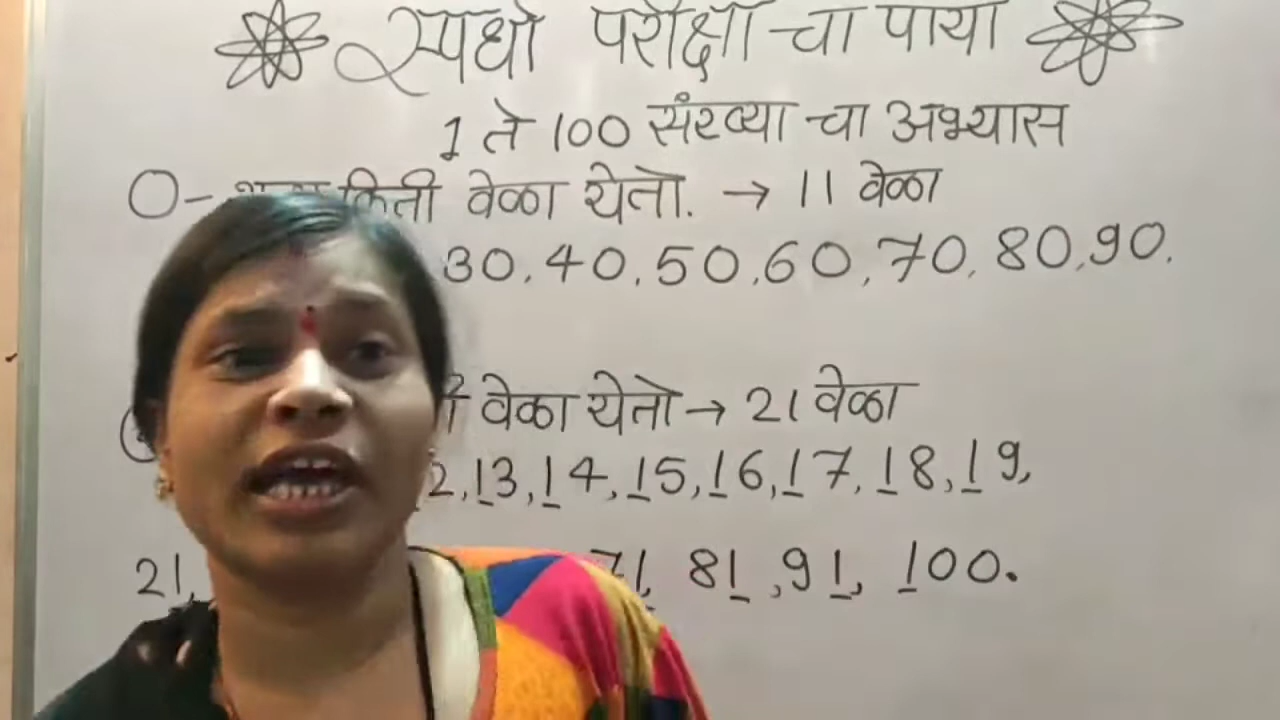 स्पर्धा परीक्षा चा पाया
1 ते 100 संख्या चा अभ्यास
0- किती वेळा येतो. → 11 वेळा
30, 40, 50, 60, 70, 80, 90.
वेळा येतो → 21 वेळा
2, 13, 14, 15, 16, 17, 18, 19,
21, 71, 81, 91, 100.